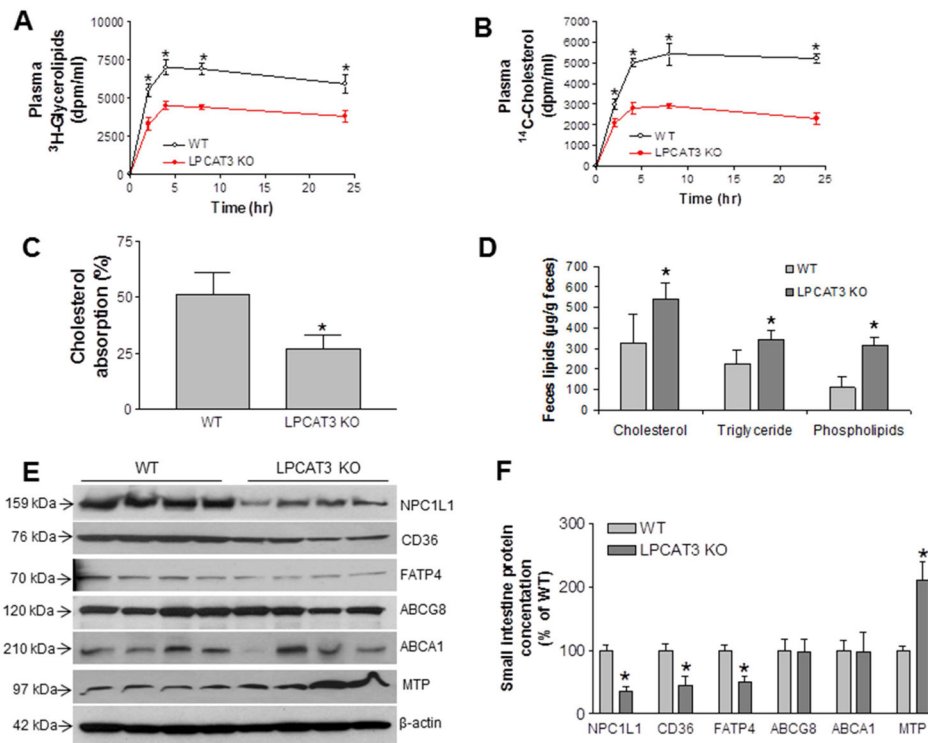 A
Plasma
³H-Glycerolipids
(dpm/ml)
10000
7500
5000
2500
0
* * * *
WT
LPCAT3 KO
0 5 10 15 20 25
Time (hr)
B
Plasma
¹⁴C-Cholesterol
(dpm/ml)
6000
5000
4000
3000
2000
1000
0
* * * *
WT
LPCAT3 KO
0 5 10 15 20 25
Time (hr)
C
Cholesterol
absorption (%)
75
50
25
0
*
WT LPCAT3 KO
D
Feces lipids (µg/g feces)
700
600
500
400
300
200
100
0
* * *
WT
LPCAT3 KO
Cholesterol Triglyceride Phospholipids
E
WT LPCAT3 KO
159 kDa NPC1L1
76 kDa CD36
70 kDa FATP4
120 kDa ABCG8
210 kDa ABCA1
97 kDa MTP
42 kDa β-actin
F
Small intestine protein
concentation
(% of WT)
300
200
100
0
WT
LPCAT3 KO
* * * *
NPC1L1 CD36 FATP4 ABCG8 ABCA1 MTP